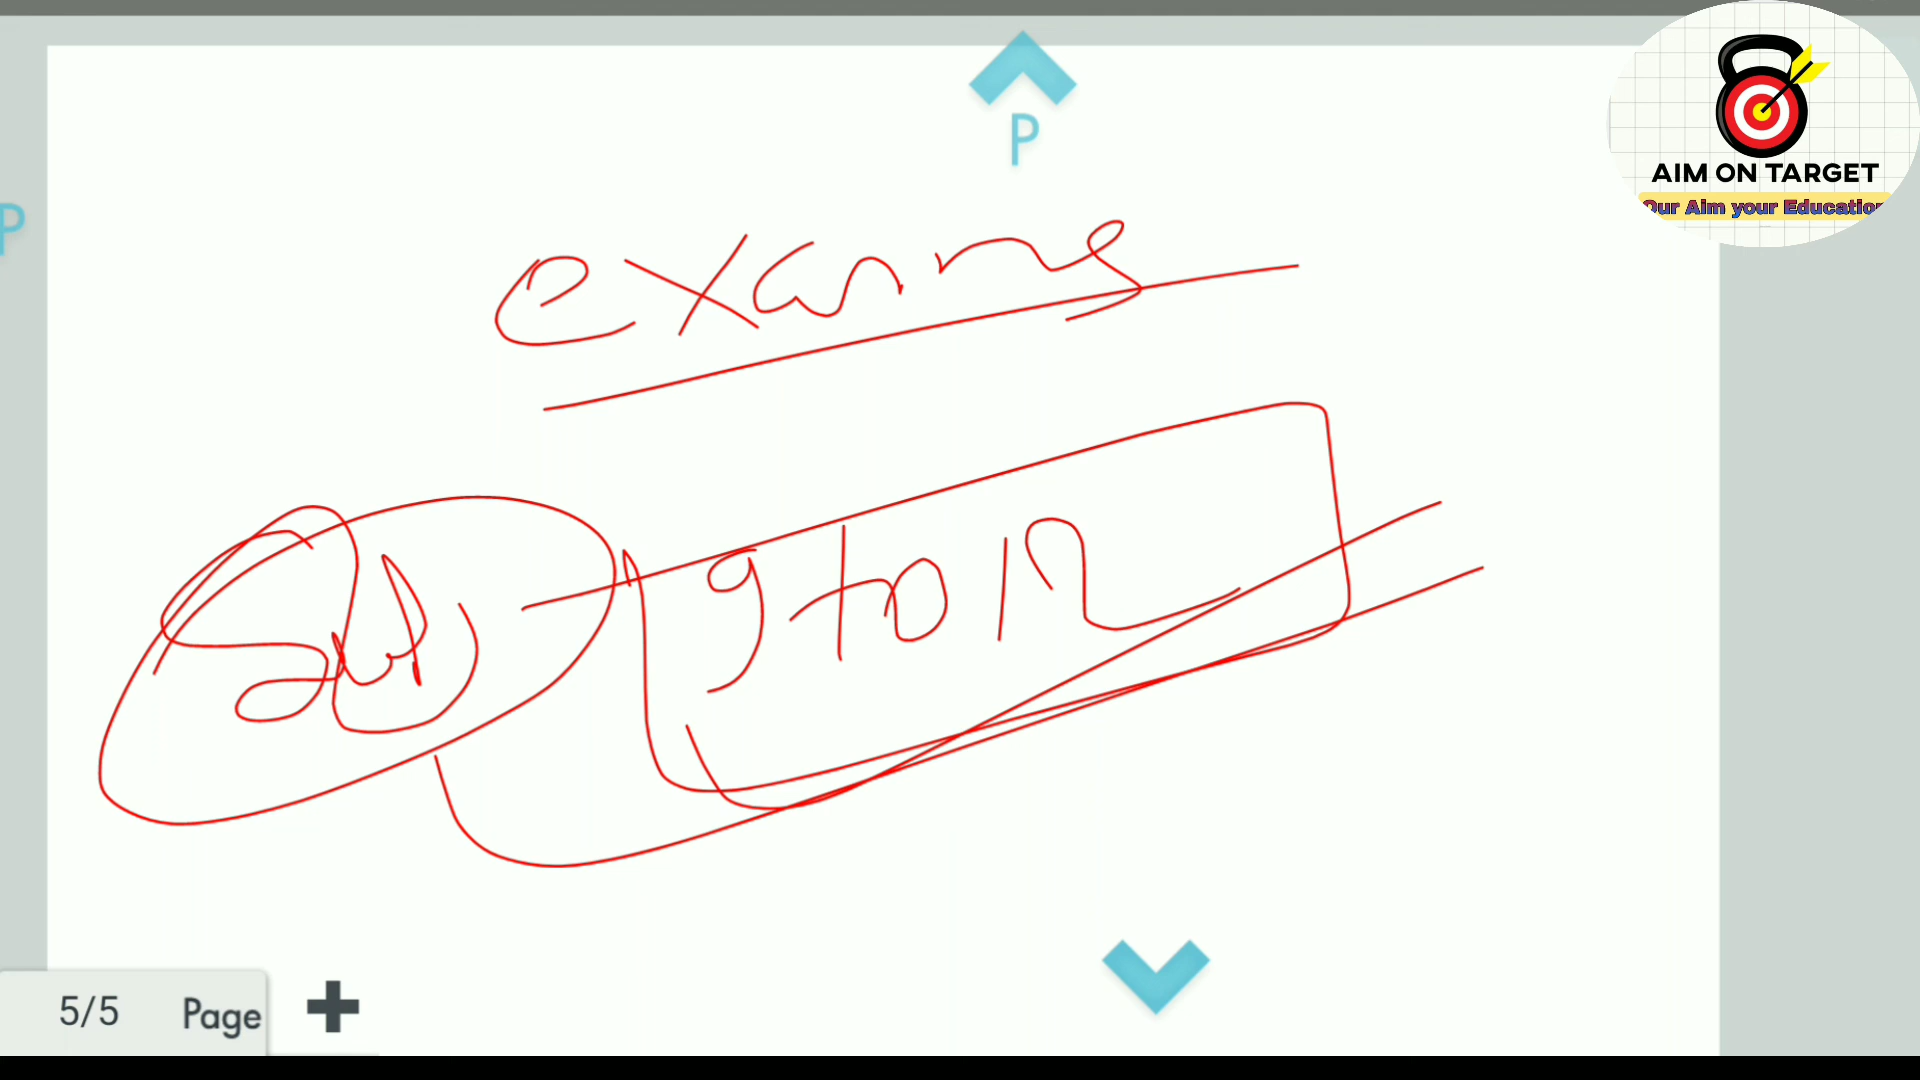 P
AIM ON TARGET
Our Aim your Education
P
exams
9 to 12
5/5 Page